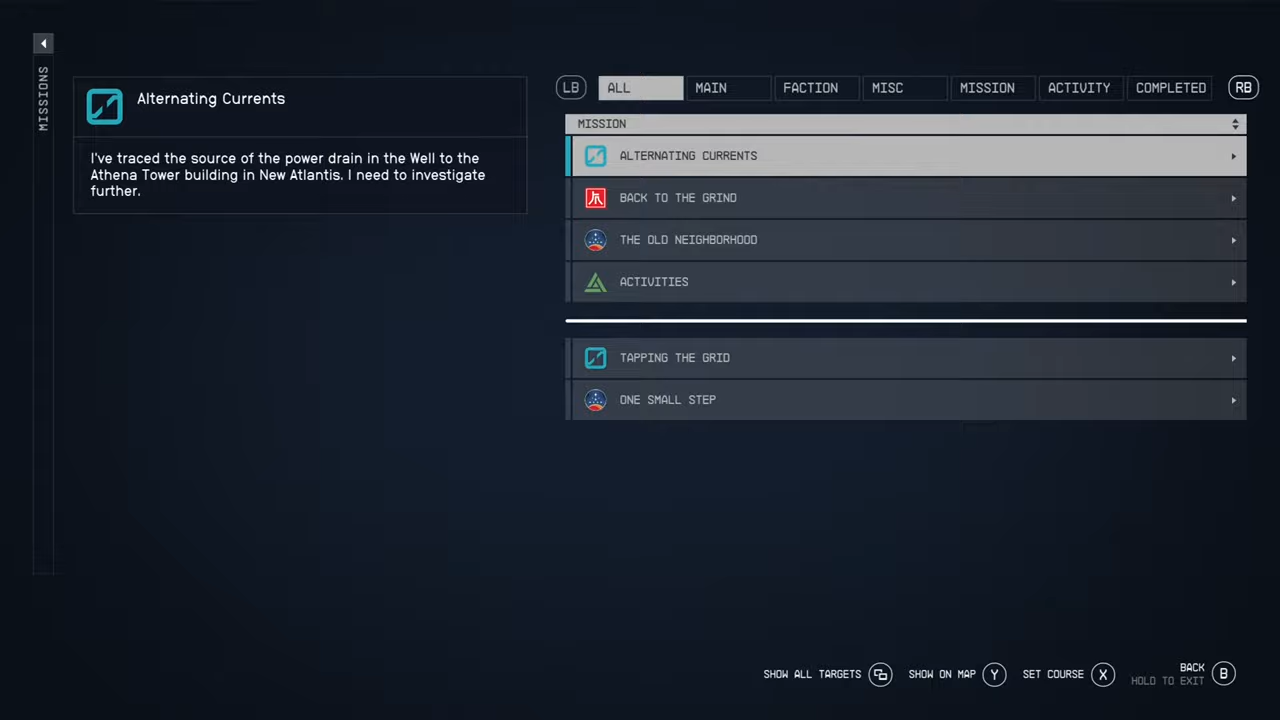 MISSIONS
Alternating Currents
I've traced the source of the power drain in the Well to the
Athena Tower building in New Atlantis. I need to investigate
further.
LB ALL MAIN FACTION MISC MISSION ACTIVITY COMPLETED RB
MISSION
ALTERNATING CURRENTS
BACK TO THE GRIND
THE OLD NEIGHBORHOOD
ACTIVITIES
TAPPING THE GRID
ONE SMALL STEP
SHOW ALL TARGETS SHOW ON MAP Y SET COURSE X BACK B
HOLD TO EXIT